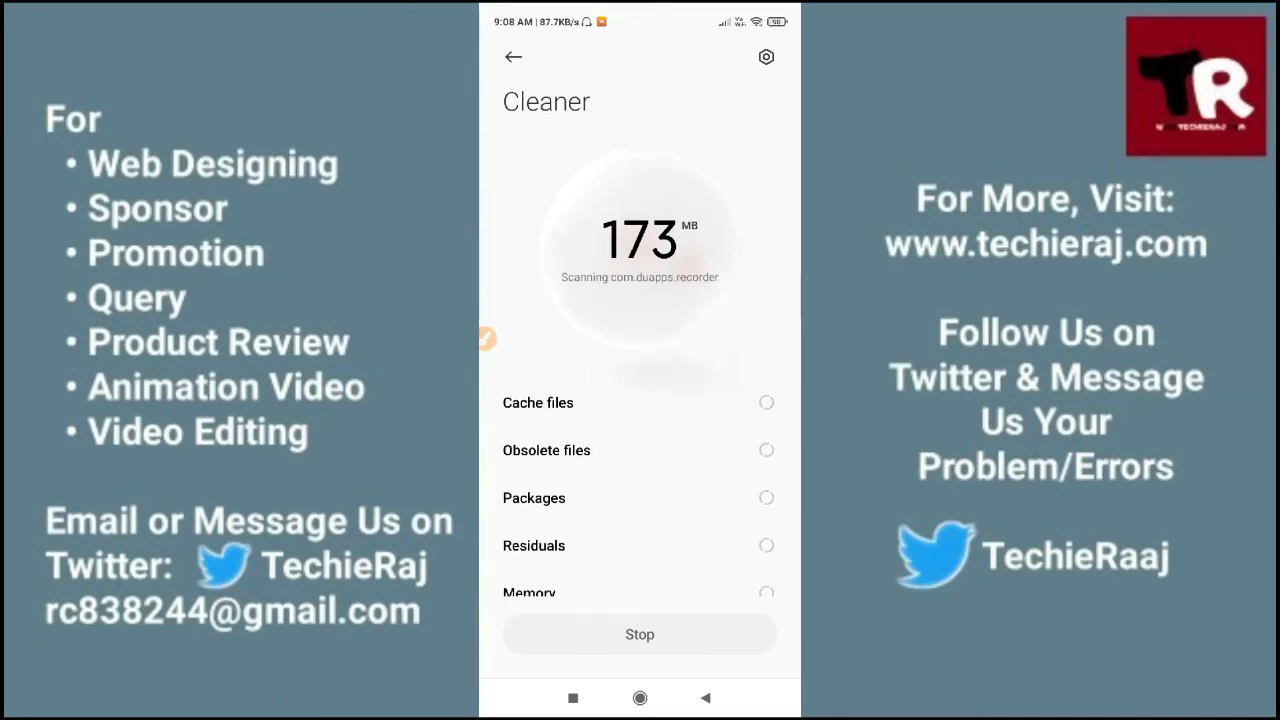 For
• Web Designing
• Sponsor
• Promotion
• Query
• Product Review
• Animation Video
• Video Editing
Email or Message Us on
Twitter: TechieRaj
rc838244@gmail.com
9:08 AM | 87.7KB/s
90
Cleaner
173 MB
Scanning com.duapps.recorder
Cache files
Obsolete files
Packages
Residuals
Memory
Stop
TR
For More, Visit:
www.techieraj.com
Follow Us on
Twitter & Message
Us Your
Problem/Errors
TechieRaaj